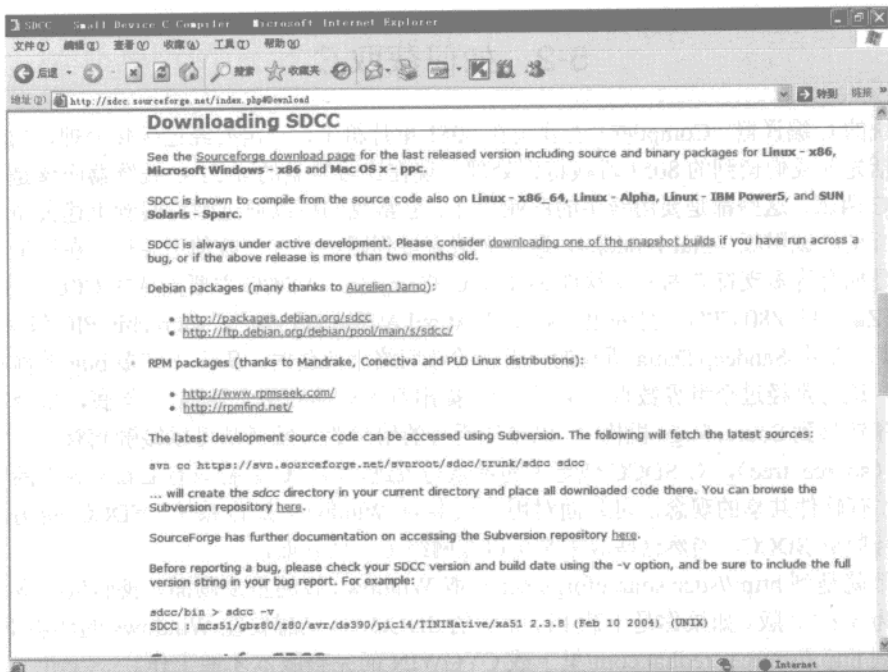 SDCC - Small Device C Compiler - Microsoft Internet Explorer
文件(F) 编辑(E) 查看(V) 收藏(A) 工具(T) 帮助(H)
后退 搜索 收藏夹
地址(D) http://sdcc.sourceforge.net/index.php#Download 转到 链接 »
Downloading SDCC
See the Sourceforge download page for the last released version including source and binary packages for Linux - x86,
Microsoft Windows - x86 and Mac OS x - ppc.
SDCC is known to compile from the source code also on Linux - x86_64, Linux - Alpha, Linux - IBM Power5, and SUN
Solaris - Sparc.
SDCC is always under active development. Please consider downloading one of the snapshot builds if you have run across a
bug, or if the above release is more than two months old.
Debian packages (many thanks to Aurelien Jarno):
• http://packages.debian.org/sdcc
• http://ftp.debian.org/debian/pool/main/s/sdcc/
RPM packages (thanks to Mandrake, Conectiva and PLD Linux distributions):
• http://www.rpmseek.com/
• http://rpmfind.net/
The latest development source code can be accessed using Subversion. The following will fetch the latest sources:
svn co https://svn.sourceforge.net/svnroot/sdcc/trunk/sdcc sdcc
... will create the sdcc directory in your current directory and place all downloaded code there. You can browse the
Subversion repository here.
SourceForge has further documentation on accessing the Subversion repository here.
Before reporting a bug, please check your SDCC version and build date using the -v option, and be sure to include the full
version string in your bug report. For example:
sdcc/bin > sdcc -v
SDCC : mcs51/gbz80/z80/avr/ds390/pic14/TININative/xa51 2.3.8 (Feb 10 2004) (UNIX)
Internet